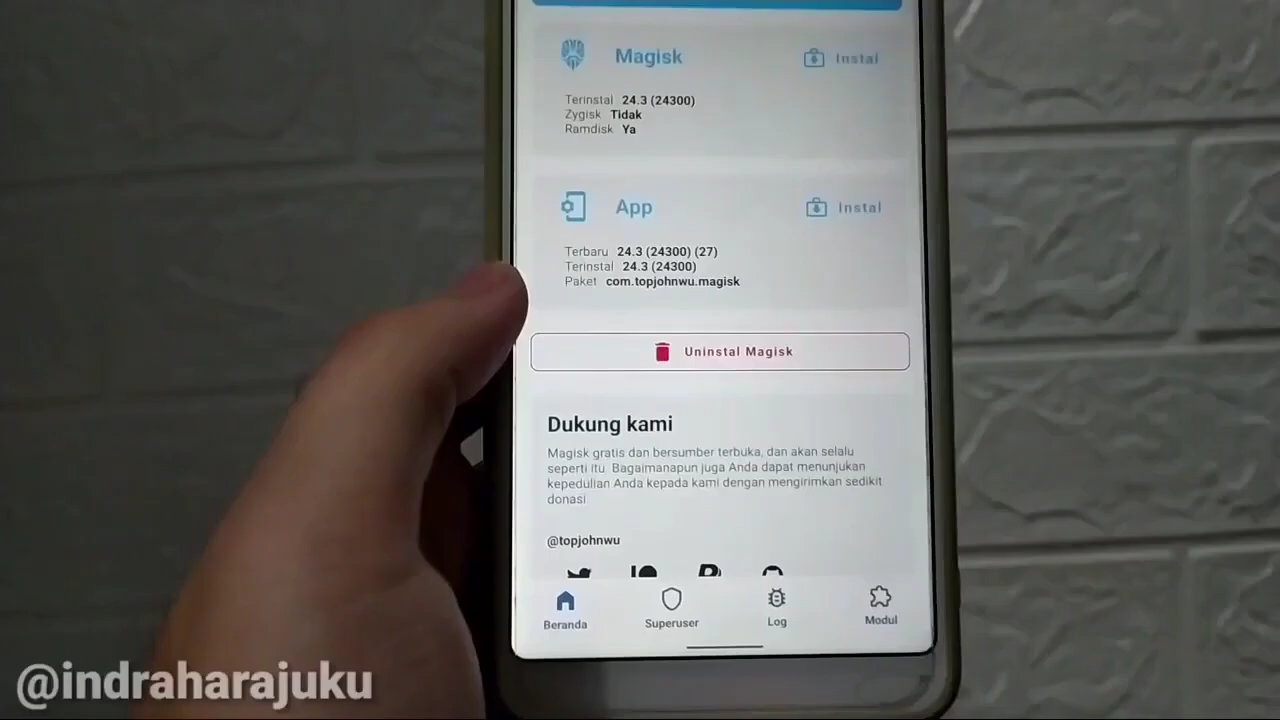 Magisk
Instal
Terinstal 24.3 (24300)
Zygisk Tidak
Ramdisk Ya
App
Instal
Terbaru 24.3 (24300) (27)
Terinstal 24.3 (24300)
Paket com.topjohnwu.magisk
Uninstal Magisk
Dukung kami
Magisk gratis dan bersumber terbuka, dan akan selalu
seperti itu. Bagaimanapun juga Anda dapat menunjukan
kepedulian Anda kepada kami dengan mengirimkan sedikit
donasi
@topjohnwu
Beranda
Superuser
Log
Modul
@indraharajuku